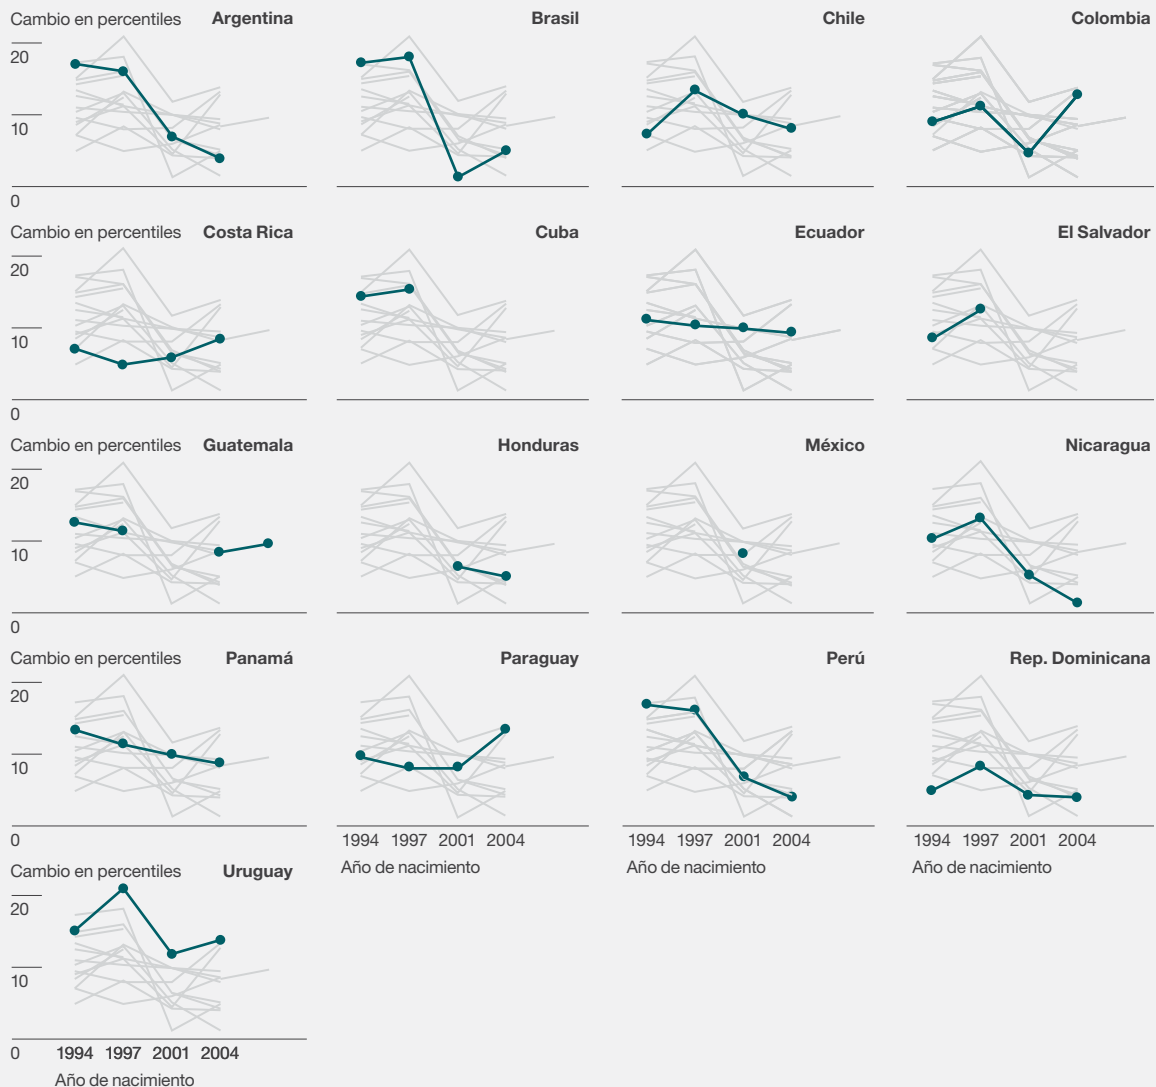 Cambio en percentiles Argentina Brasil Chile Colombia
20
10
0
Cambio en percentiles Costa Rica Cuba Ecuador El Salvador
20
10
0
Cambio en percentiles Guatemala Honduras México Nicaragua
20
10
0
Cambio en percentiles Panamá Paraguay Perú Rep. Dominicana
20
10
0
1994 1997 2001 2004 1994 1997 2001 2004 1994 1997 2001 2004
Año de nacimiento Año de nacimiento Año de nacimiento
Cambio en percentiles Uruguay
20
10
0
1994 1997 2001 2004
Año de nacimiento